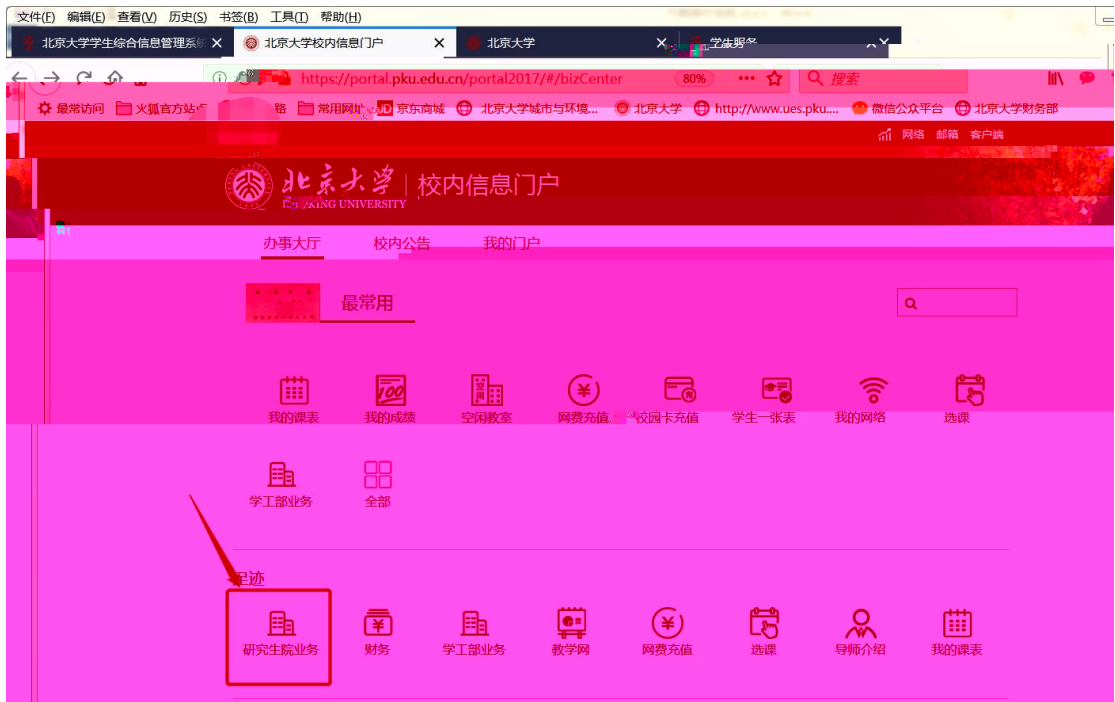 文件(F) 编辑(E) 查看(V) 历史(S) 书签(B) 工具(T) 帮助(H)
北京大学学生综合信息管理系统 北京大学校内信息门户 北京大学 学生服务
https://portal.pku.edu.cn/portal2017/#/bizCenter 80% 搜索
最常访问 火狐官方站点 常用网址 JD 京东商城 北京大学城市与环境... 北京大学 http://www.ues.pku.... 微信公众平台 北京大学财务部
网络 邮箱 客户端
北京大学 校内信息门户
PEKING UNIVERSITY
办事大厅 校内公告 我的门户
最常用
我的课表 我的成绩 空闲教室 网费充值 校园卡充值 学生一张表 我的网络 选课
学工部业务 全部
足迹
研究生院业务 财务 学工部业务 教学网 网费充值 选课 导师介绍 我的课表